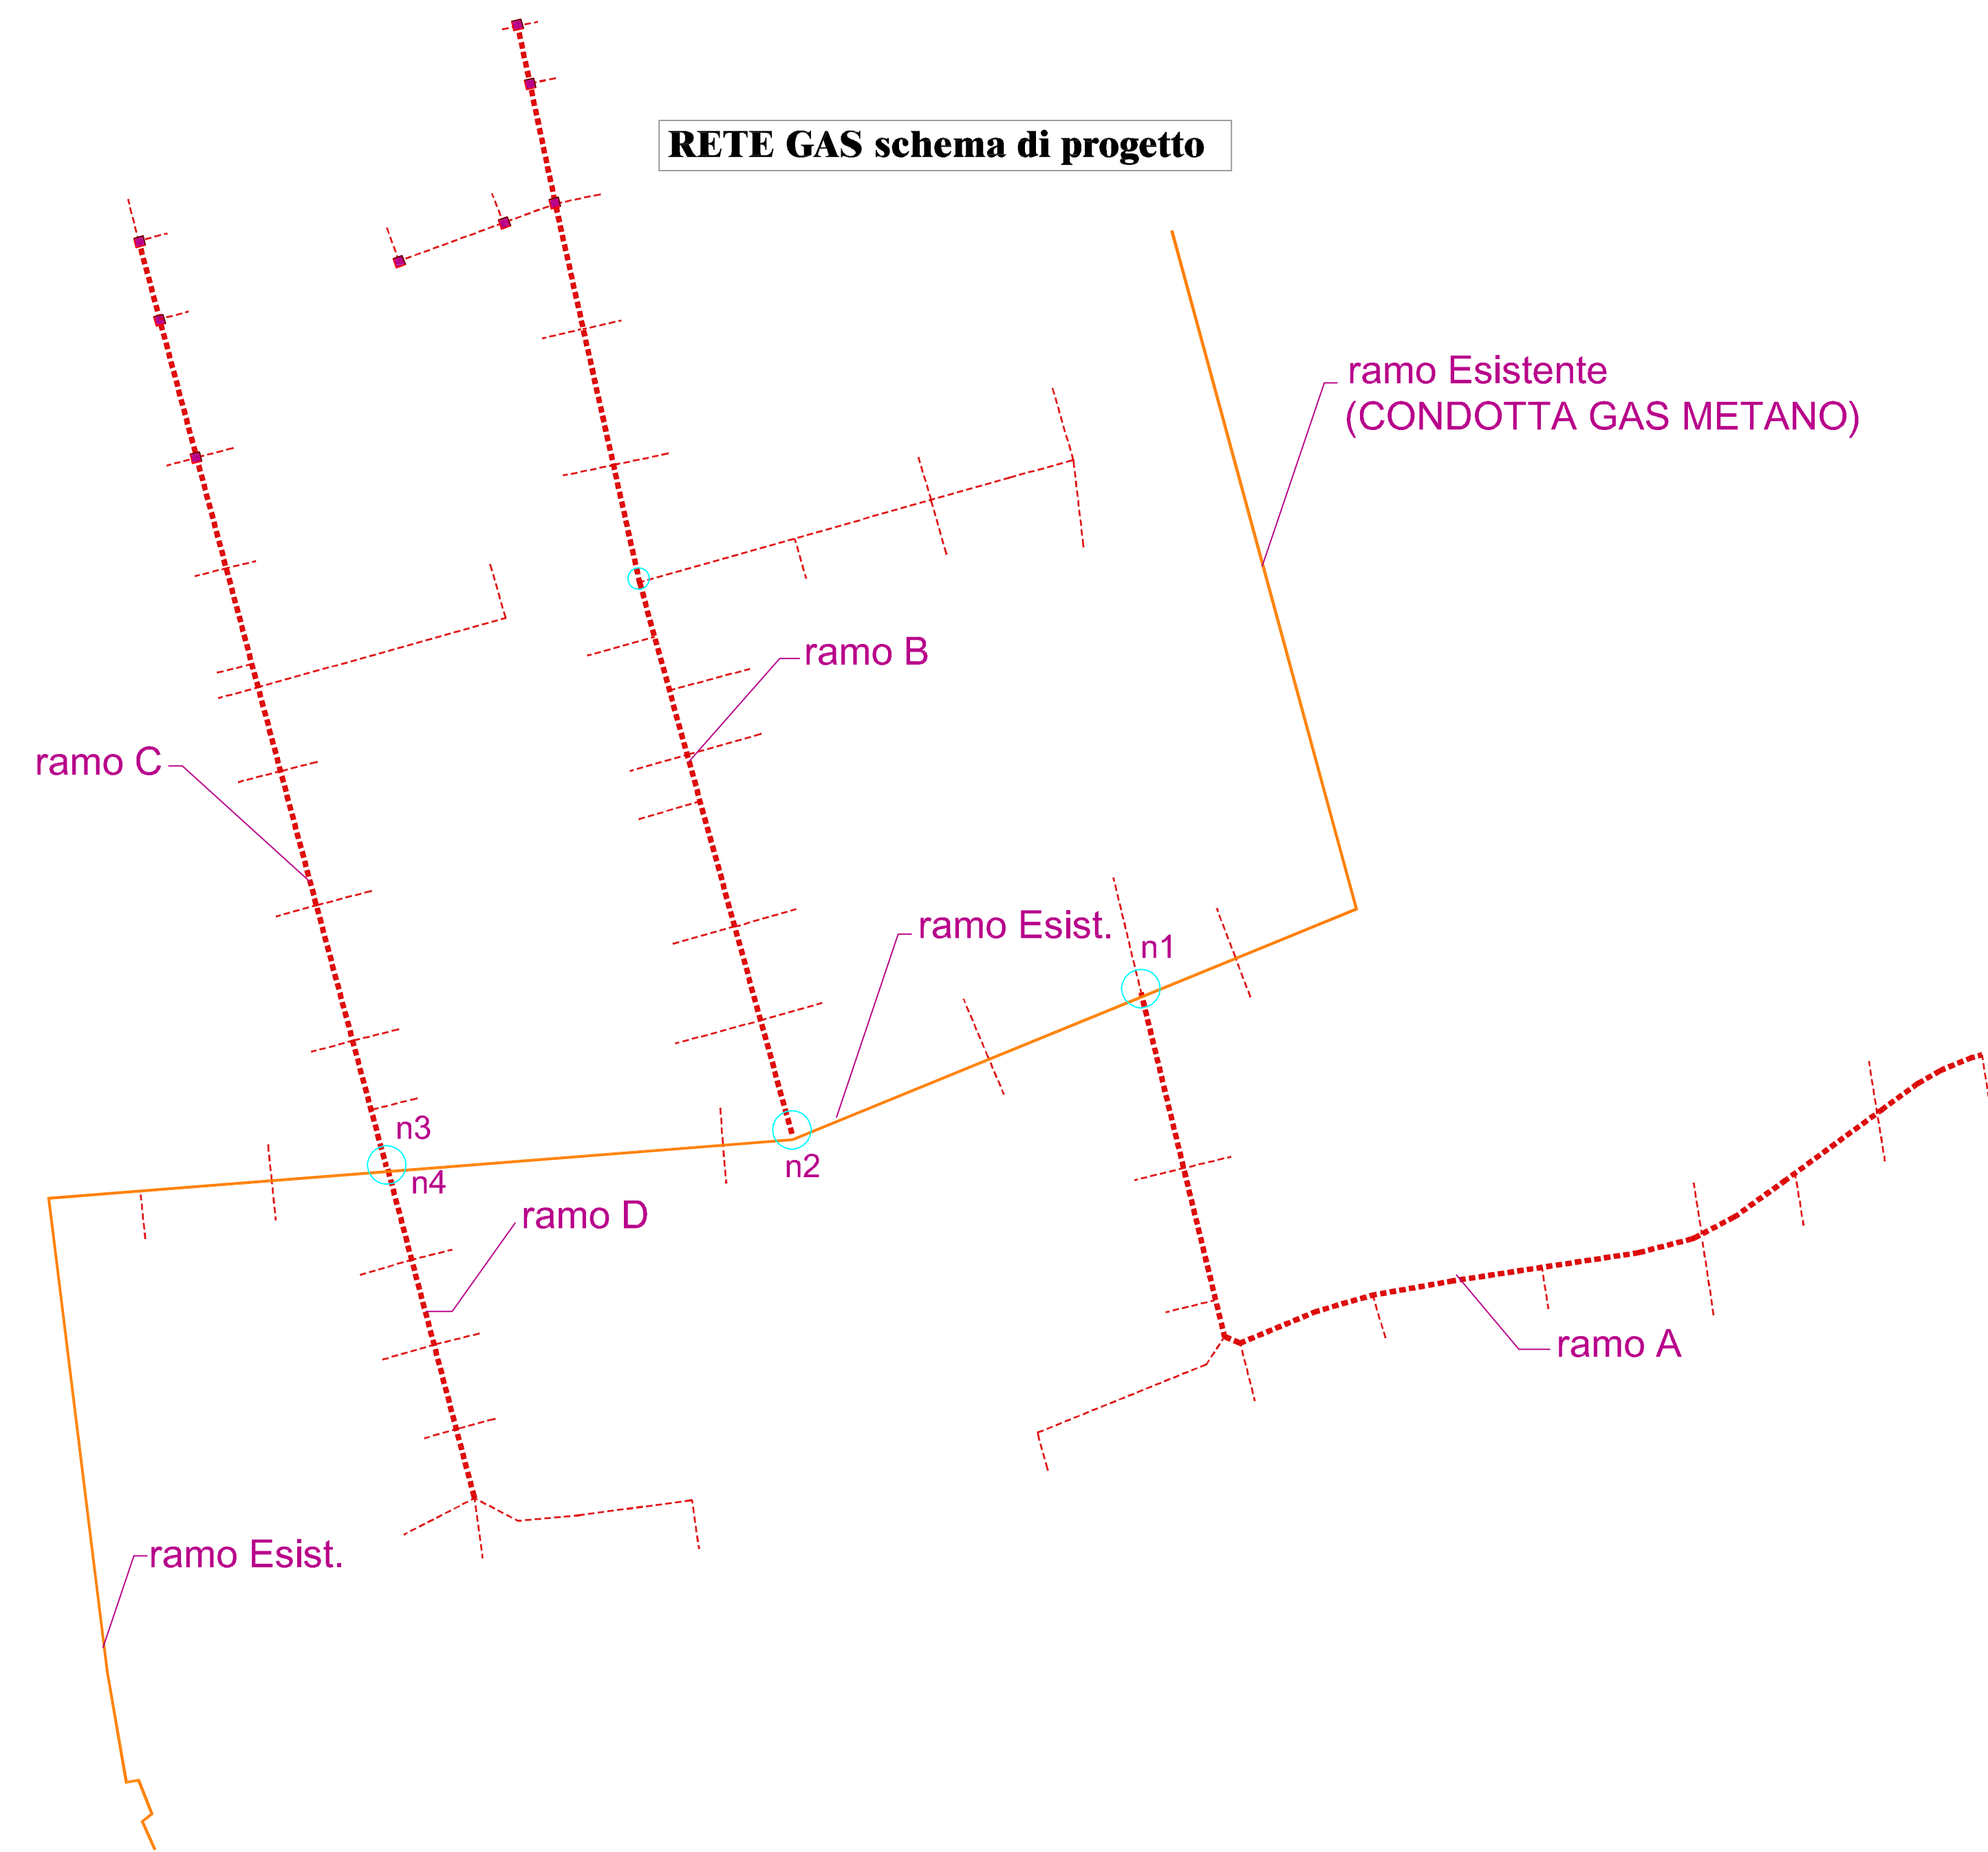 RETE GAS schema di progetto
ramo Esistente
(CONDOTTA GAS METANO)
ramo B
ramo C
ramo Esist.
n1
n3
n2
n4
ramo D
ramo A
ramo Esist.